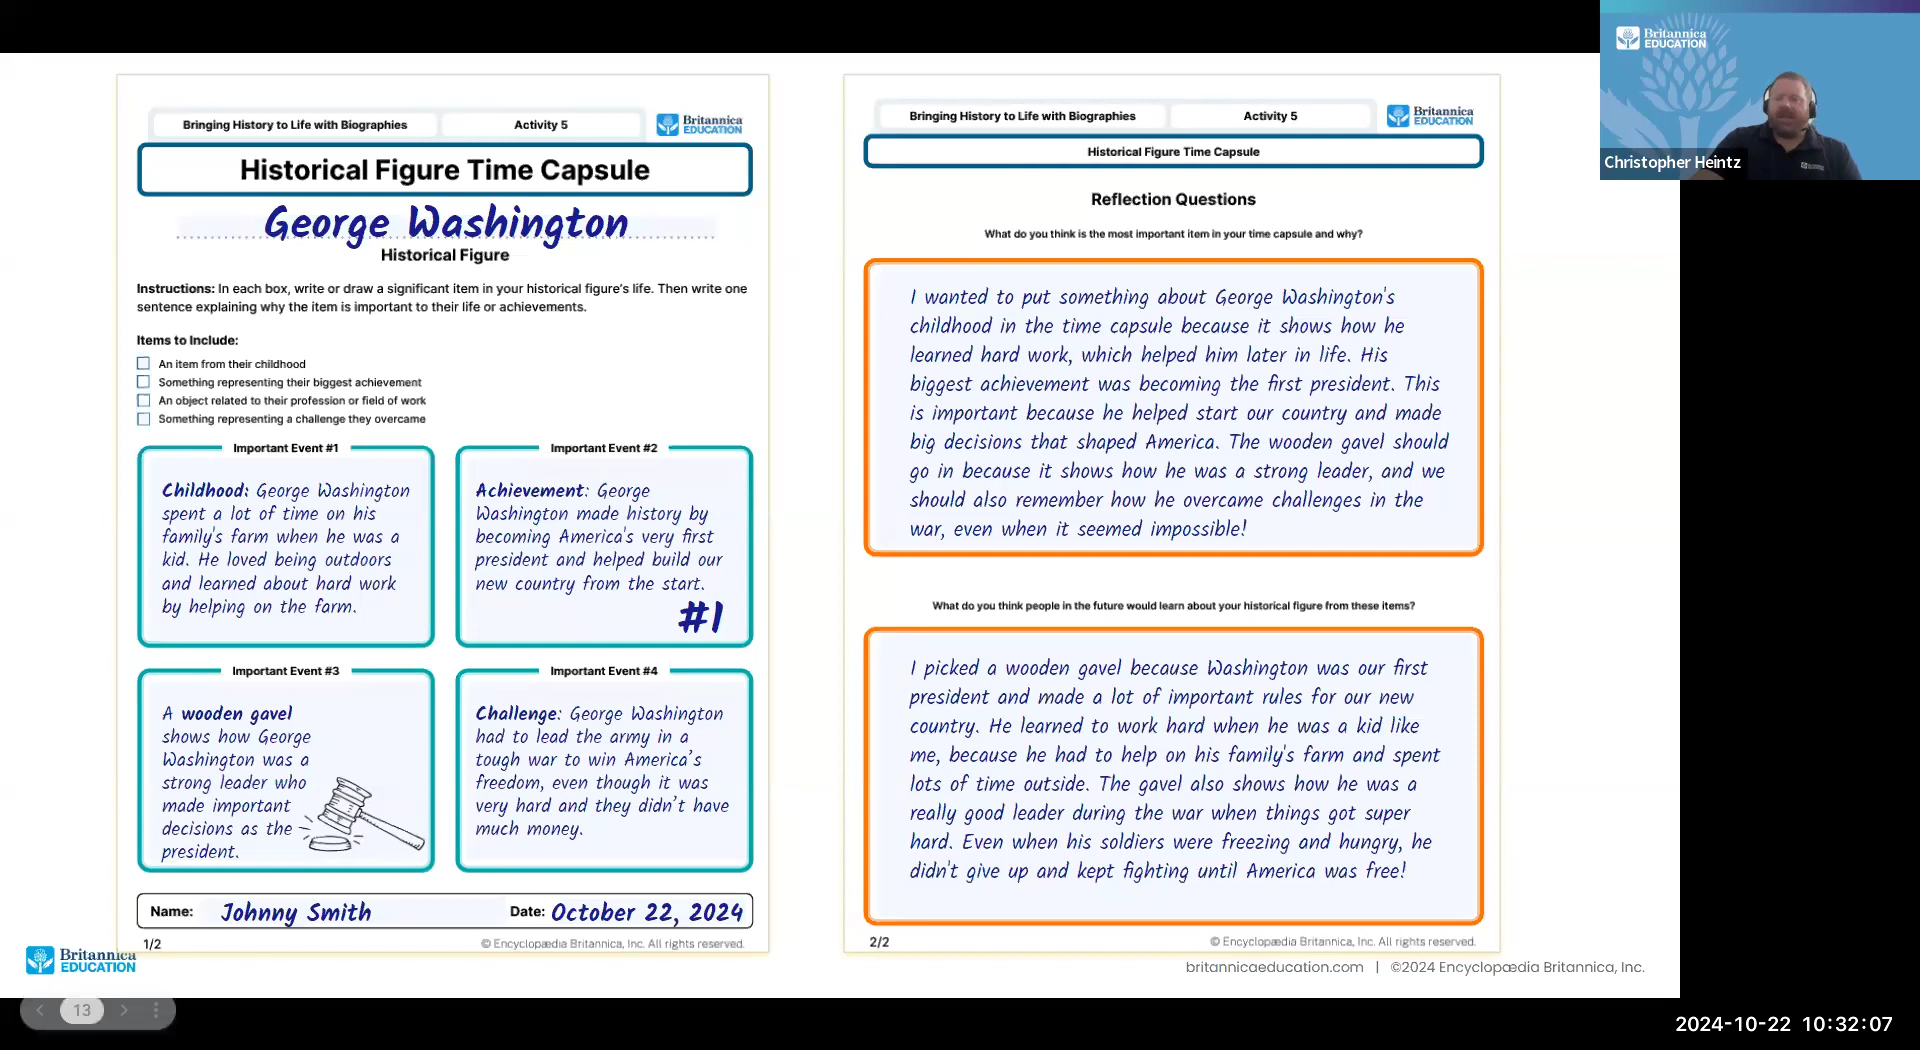 Bringing History to Life with Biographies
Activity 5
Britannica
EDUCATION
Historical Figure Time Capsule
George Washington
Historical Figure
Instructions: In each box, write or draw a significant item in your historical figure's life. Then write one
sentence explaining why the item is important to their life or achievements.
Items to Include:
An item from their childhood
Something representing their biggest achievement
An object related to their profession or field of work
Something representing a challenge they overcame
Important Event #1
Childhood: George Washington
spent a lot of time on his
family's farm when he was a
kid. He loved being outdoors
and learned about hard work
by helping on the farm.
Important Event #2
Achievement: George
Washington made history by
becoming America's very first
president and helped build our
new country from the start.
#1
Important Event #3
A wooden gavel
shows how George
Washington was a
strong leader who
made important
decisions as the
president.
Important Event #4
Challenge: George Washington
had to lead the army in a
tough war to win America's
freedom, even though it was
very hard and they didn't have
much money.
Name: Johnny Smith
Date: October 22, 2024
1/2
© Encyclopædia Britannica, Inc. All rights reserved.
Bringing History to Life with Biographies
Activity 5
Britannica
EDUCATION
Historical Figure Time Capsule
Reflection Questions
What do you think is the most important item in your time capsule and why?
I wanted to put something about George Washington's
childhood in the time capsule because it shows how he
learned hard work, which helped him later in life. His
biggest achievement was becoming the first president. This
is important because he helped start our country and made
big decisions that shaped America. The wooden gavel should
go in because it shows how he was a strong leader, and we
should also remember how he overcame challenges in the
war, even when it seemed impossible!
What do you think people in the future would learn about your historical figure from these items?
I picked a wooden gavel because Washington was our first
president and made a lot of important rules for our new
country. He learned to work hard when he was a kid like
me, because he had to help on his family's farm and spent
lots of time outside. The gavel also shows how he was a
really good leader during the war when things got super
hard. Even when his soldiers were freezing and hungry, he
didn't give up and kept fighting until America was free!
2/2
© Encyclopædia Britannica, Inc. All rights reserved.
Britannica
EDUCATION
britannicaeducation.com | ©2024 Encyclopædia Britannica, Inc.
13
Britannica
EDUCATION
Christopher Heintz
2024-10-22 10:32:07